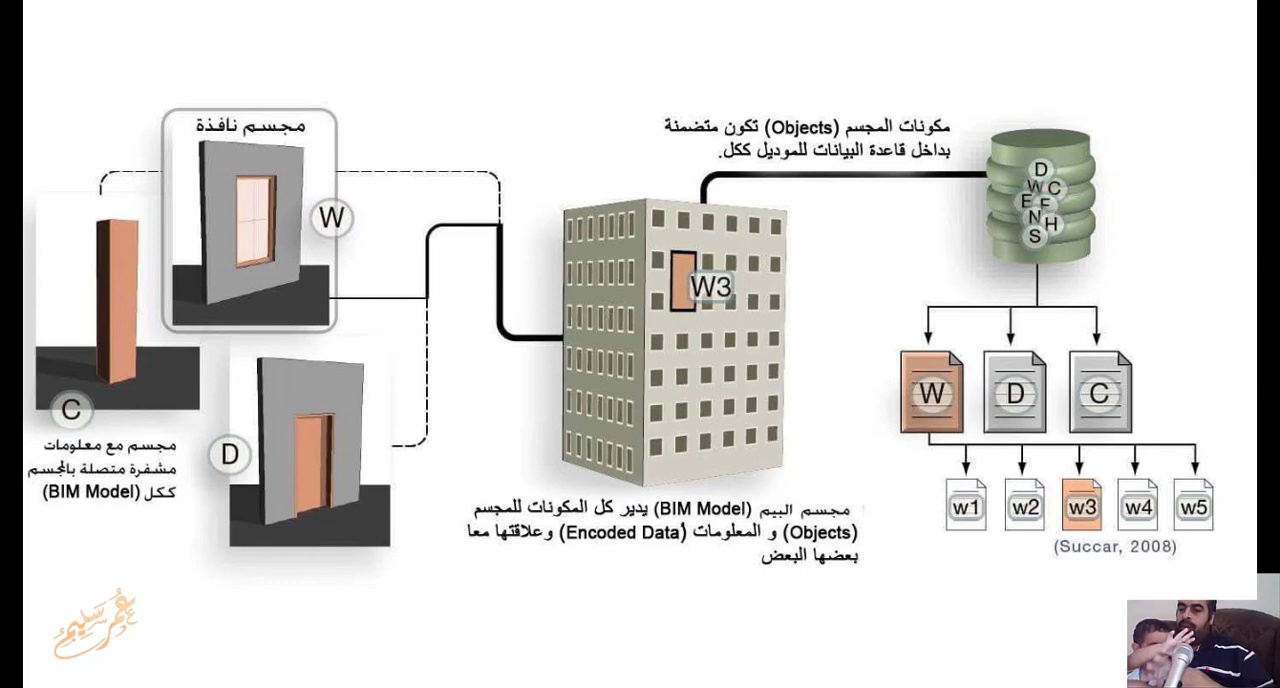 مجسم نافذة
W
C
مجسم مع معلومات
مشفرة متصلة بالمجسم
ككل (BIM Model)
D
W3
مجسم البيم (BIM Model) يدير كل المكونات للمجسم
(Objects) و المعلومات (Encoded Data) وعلاقتها معا
بعضها البعض
مكونات المجسم (Objects) تكون متضمنة
بداخل قاعدة البيانات للموديل ككل.
D
W C
E F
N H
S
W D C
w1 w2 w3 w4 w5
(Succar, 2008)
عُمر سَليمُ